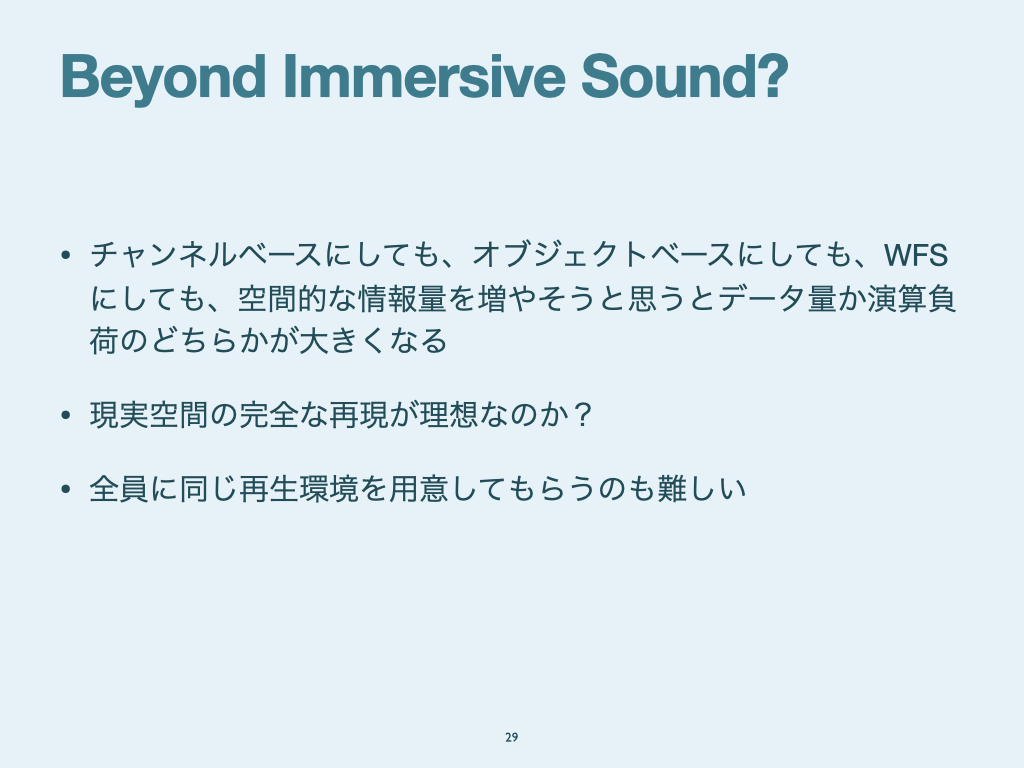 Beyond Immersive Sound?
• チャンネルベースにしても、オブジェクトベースにしても、WFS
にしても、空間的な情報量を増やそうと思うとデータ量か演算負
荷のどちらかが大きくなる
• 現実空間の完全な再現が理想なのか？
• 全員に同じ再生環境を用意してもらうのも難しい
29